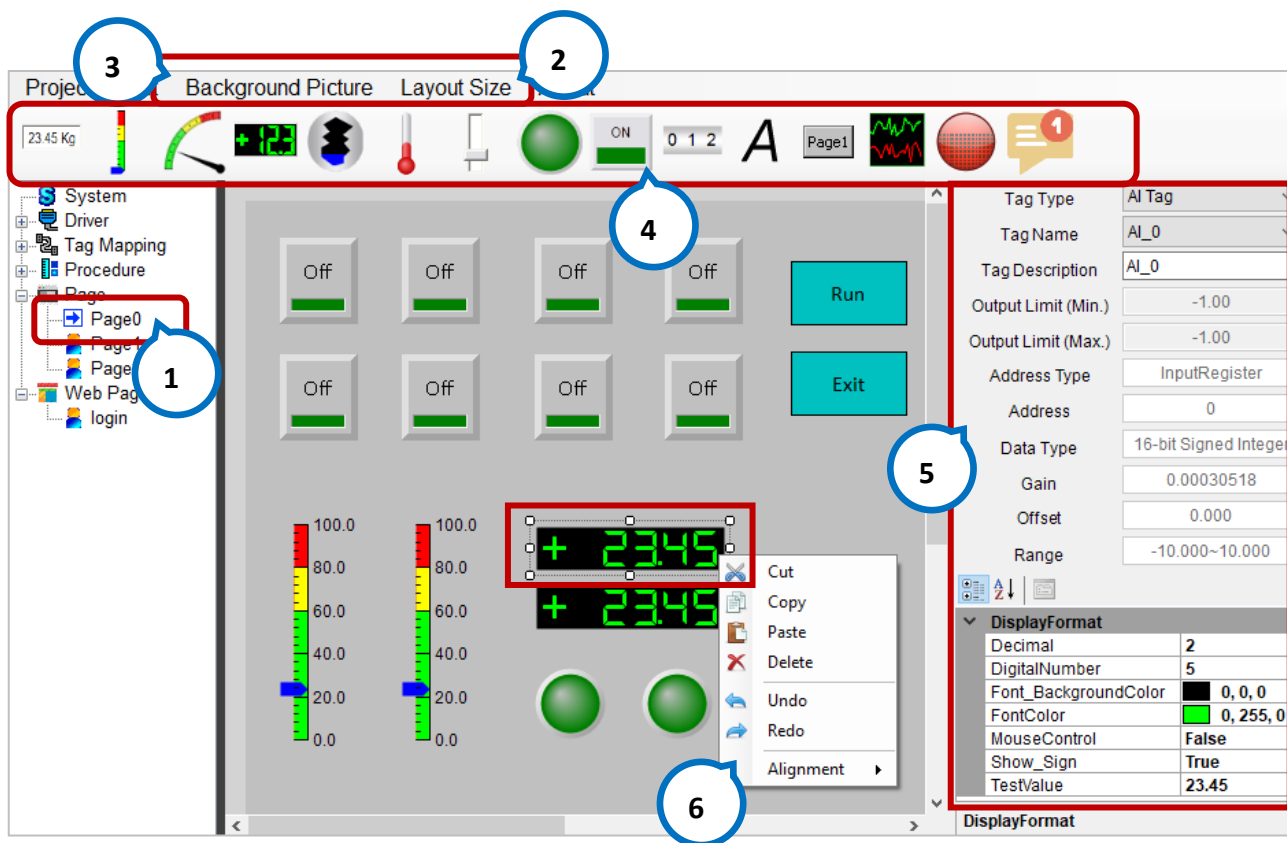 3
2
Project
Background Picture
Layout Size
23.45 Kg
+12.3
ON
0 1 2
A
Page1
1
4
System
Driver
Tag Mapping
Procedure
Page
Page0
Page1
Page
Web Pag
login
1
Off
Off
Off
Off
Run
Off
Off
Off
Off
Exit
100.0
80.0
60.0
40.0
20.0
0.0
100.0
80.0
60.0
40.0
20.0
0.0
+ 23.45
+ 23.45
Cut
Copy
Paste
Delete
Undo
Redo
Alignment
6
5
Tag Type AI Tag
Tag Name AI_0
Tag Description AI_0
Output Limit (Min.) -1.00
Output Limit (Max.) -1.00
Address Type InputRegister
Address 0
Data Type 16-bit Signed Integer
Gain 0.00030518
Offset 0.000
Range -10.000~10.000
DisplayFormat
Decimal 2
DigitalNumber 5
Font_BackgroundColor 0, 0, 0
FontColor 0, 255, 0
MouseControl False
Show_Sign True
TestValue 23.45
DisplayFormat